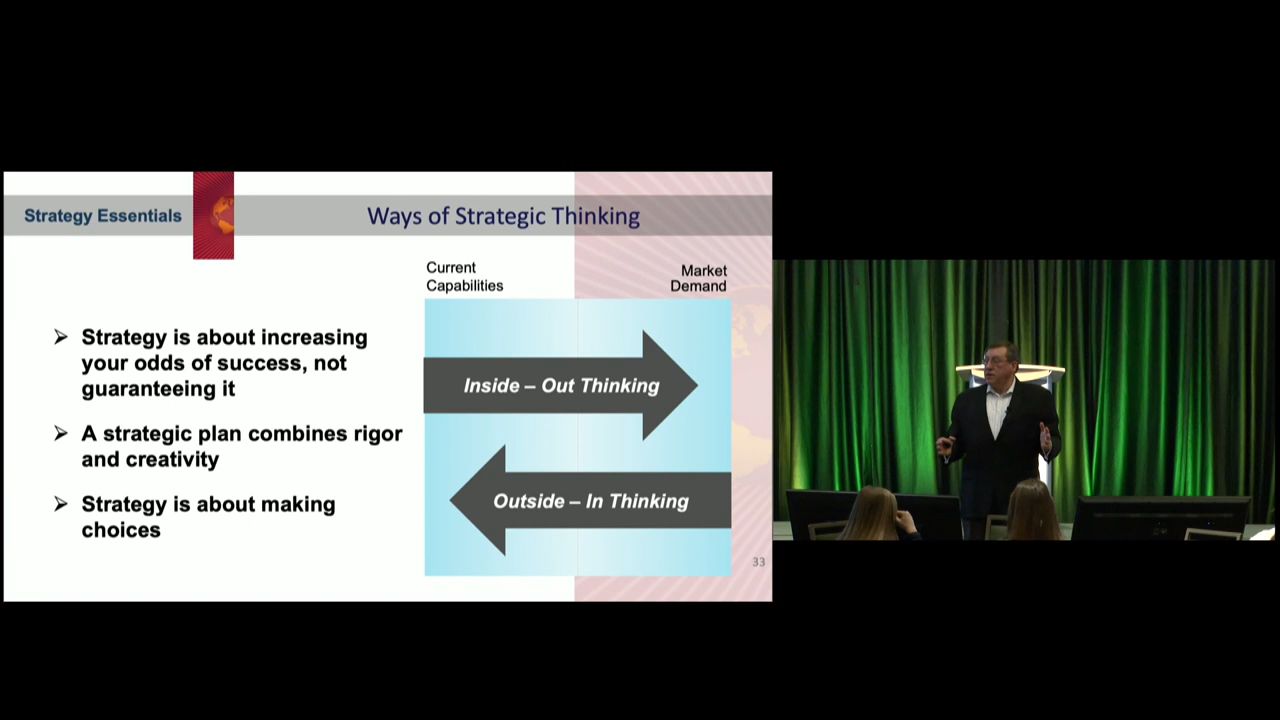 Strategy Essentials
Ways of Strategic Thinking
Current
Capabilities
Market
Demand
➢ Strategy is about increasing
your odds of success, not
guaranteeing it
➢ A strategic plan combines rigor
and creativity
➢ Strategy is about making
choices
Inside – Out Thinking
Outside – In Thinking
33